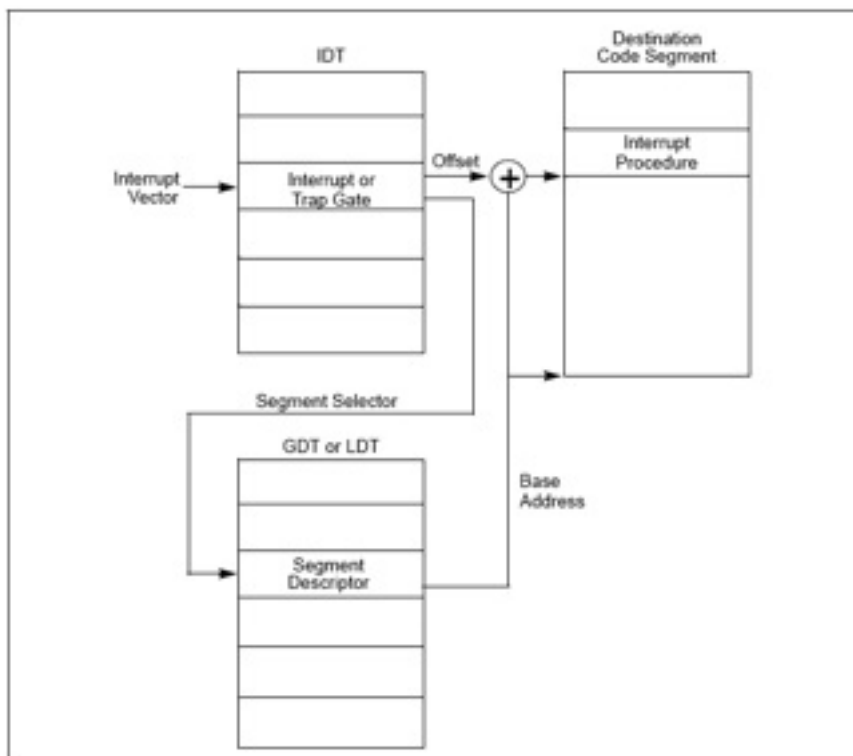 IDT
Destination
Code Segment
Interrupt
Vector
Interrupt or
Trap Gate
Offset
+
Interrupt
Procedure
Segment Selector
GDT or LDT
Segment
Descriptor
Base
Address